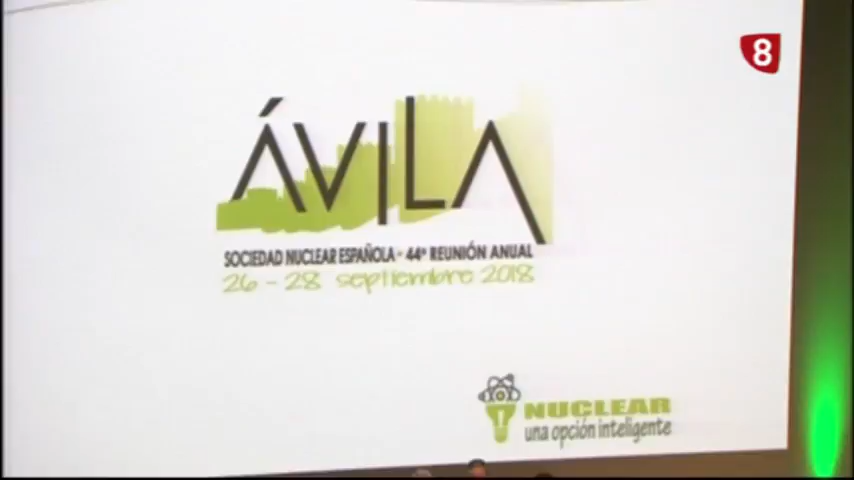 8
ÁVILA
SOCIEDAD NUCLEAR ESPAÑOLA - 44ª REUNIÓN ANUAL
26 - 28 septiembre 2018
NUCLEAR
una opción inteligente